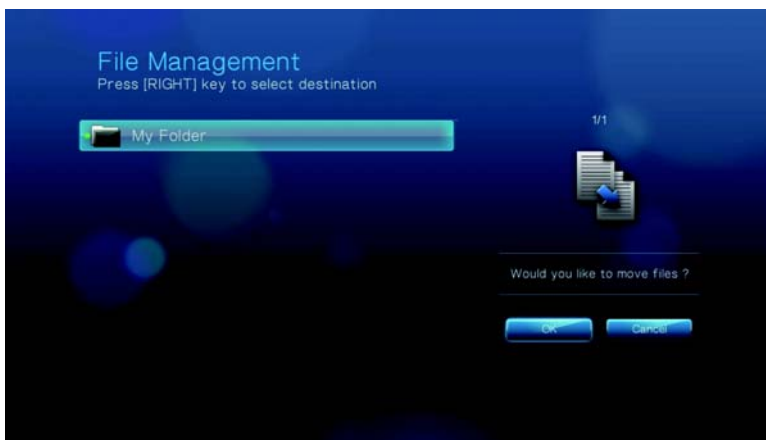 File Management
Press [RIGHT] key to select destination
My Folder
1/1
Would you like to move files ?
OK
Cancel